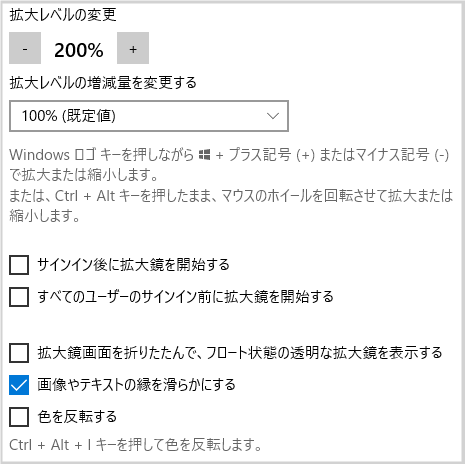 拡大レベルの変更
- 200% +
拡大レベルの増減量を変更する
100% (既定値)
Windows ロゴ キーを押しながら + プラス記号 (+) またはマイナス記号 (-)
で拡大または縮小します。
または、Ctrl + Alt キーを押したまま、マウスのホイールを回転させて拡大または
縮小します。
サインイン後に拡大鏡を開始する
すべてのユーザーのサインイン前に拡大鏡を開始する
拡大鏡画面を折りたたんで、フロート状態の透明な拡大鏡を表示する
画像やテキストの縁を滑らかにする
色を反転する
Ctrl + Alt + I キーを押して色を反転します。